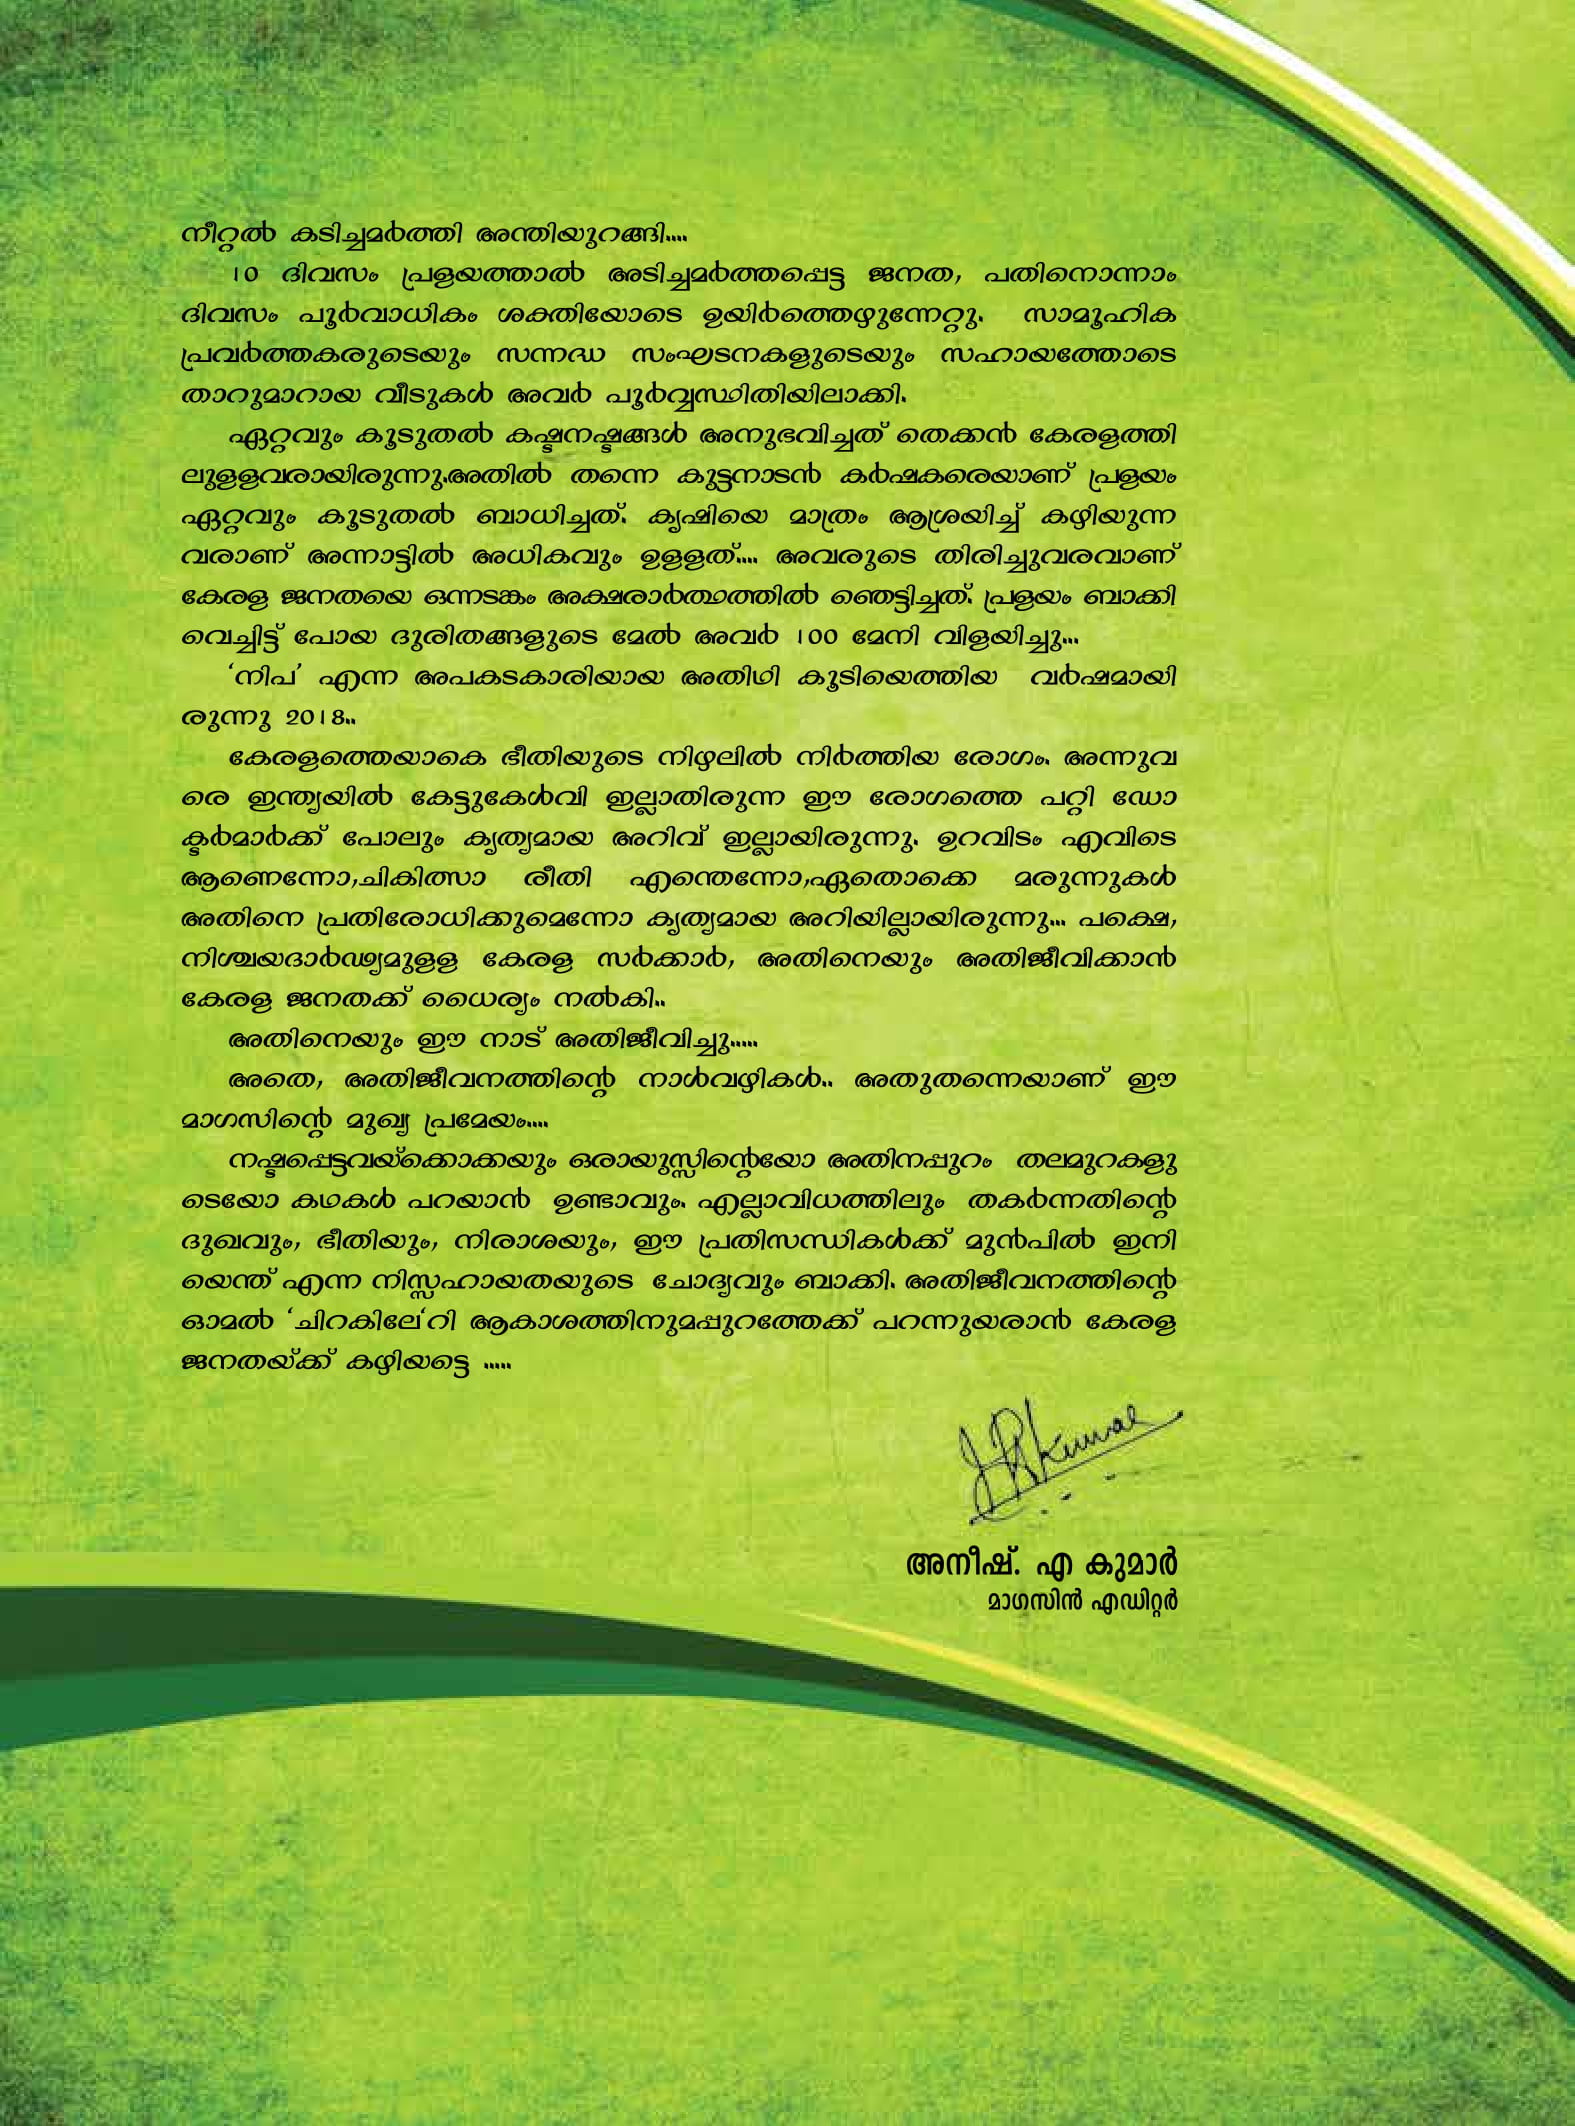 നീറ്റൽ കടിച്ചമർത്തി അന്തിയുറങ്ങി....
10 ദിവസം പ്രളയത്താൽ അടിച്ചമർത്തപ്പെട്ട ജനത, പതിനൊന്നാം
ദിവസം പൂർവാധികം ശക്തിയോടെ ഉയിർത്തെഴുന്നേറ്റു. സാമൂഹിക
പ്രവർത്തകരുടെയും സന്നദ്ധ സംഘടനകളുടെയും സഹായത്തോടെ
താറുമാറായ വീടുകൾ അവർ പൂർവ്വസ്ഥിതിയിലാക്കി.
ഏറ്റവും കൂടുതൽ കഷ്ടനഷ്ടങ്ങൾ അനുഭവിച്ചത് തെക്കൻ കേരളത്തി
ലുള്ളവരായിരുന്നു.അതിൽ തന്നെ കുട്ടനാടൻ കർഷകരെയാണ് പ്രളയം
ഏറ്റവും കൂടുതൽ ബാധിച്ചത്. കൃഷിയെ മാത്രം ആശ്രയിച്ച് കഴിയുന്ന
വരാണ് അന്നാട്ടിൽ അധികവും ഉള്ളത്.... അവരുടെ തിരിച്ചുവരവാണ്
കേരള ജനതയെ ഒന്നടങ്കം അക്ഷരാർത്ഥത്തിൽ ഞെട്ടിച്ചത്. പ്രളയം ബാക്കി
വെച്ചിട്ട് പോയ ദുരിതങ്ങളുടെ മേൽ അവർ 100 മേനി വിളയിച്ചു...
‘നിപ’ എന്ന അപകടകാരിയായ അതിഥി കൂടിയെത്തിയ വർഷമായി
രുന്നു 2018..
കേരളത്തെയാകെ ഭീതിയുടെ നിഴലിൽ നിർത്തിയ രോഗം. അന്നുവ
രെ ഇന്ത്യയിൽ കേട്ടുകേൾവി ഇല്ലാതിരുന്ന ഈ രോഗത്തെ പറ്റി ഡോ
ക്ടർമാർക്ക് പോലും കൃത്യമായ അറിവ് ഇല്ലായിരുന്നു. ഉറവിടം എവിടെ
ആണെന്നോ,ചികിത്സാ രീതി എന്തെന്നോ,ഏതൊക്കെ മരുന്നുകൾ
അതിനെ പ്രതിരോധിക്കുമെന്നോ കൃത്യമായ അറിയില്ലായിരുന്നു... പക്ഷെ,
നിശ്ചയദാർഢ്യമുള്ള കേരള സർക്കാർ, അതിനെയും അതിജീവിക്കാൻ
കേരള ജനതക്ക് ധൈര്യം നൽകി..
അതിനെയും ഈ നാട് അതിജീവിച്ചു.....
അതെ, അതിജീവനത്തിന്റെ നാൾവഴികൾ.. അതുതന്നെയാണ് ഈ
മാഗസിന്റെ മുഖ്യ പ്രമേയം....
നഷ്ടപ്പെട്ടവയ്ക്കൊക്കയും ഒരായുസ്സിന്റെയോ അതിനപ്പുറം തലമുറകളു
ടെയോ കഥകൾ പറയാൻ ഉണ്ടാവും. എല്ലാവിധത്തിലും തകർന്നതിന്റെ
ദുഖവും, ഭീതിയും, നിരാശയും, ഈ പ്രതിസന്ധികൾക്ക് മുൻപിൽ ഇനി
യെന്ത് എന്ന നിസ്സഹായതയുടെ ചോദ്യവും ബാക്കി. അതിജീവനത്തിന്റെ
ഓമൽ ‘ചിറകിലേ‘റി ആകാശത്തിനുമപ്പുറത്തേക്ക് പറന്നുയരാൻ കേരള
ജനതയ്ക്ക് കഴിയട്ടെ .....
അനീഷ്. എ കുമാർ
മാഗസിൻ എഡിറ്റർ